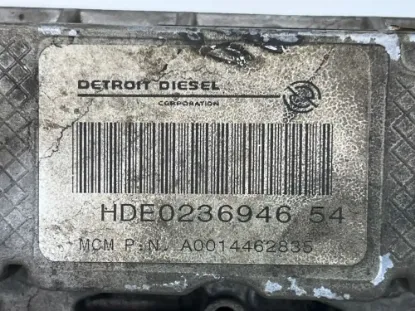 DETROIT DIESEL
CORPORATION
HDE0236946 54
MCM P.N. A0014462835